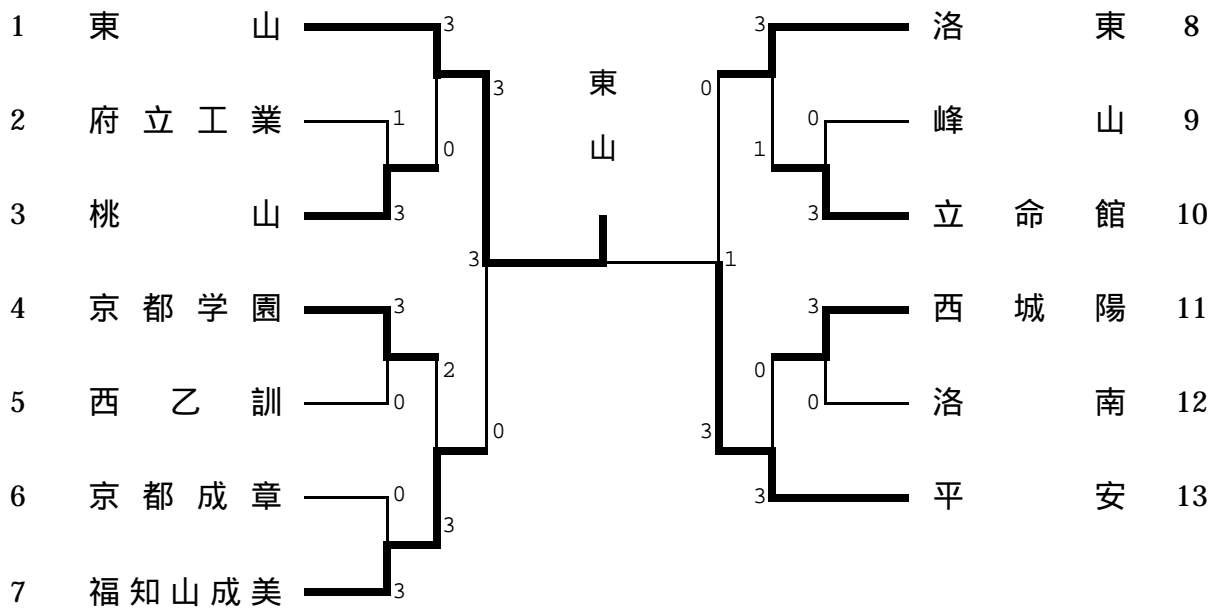 1 東山 3 3 洛東 8
東山
3 0
2 府立工業 1 0 峰山 9
0 1
3 桃山 3 3 立命館 10
3 1
4 京都学園 3 3 西城陽 11
2 0
5 西乙訓 0 0 洛南 12
0 3
6 京都成章 0 3 平安 13
3
7 福知山成美 3